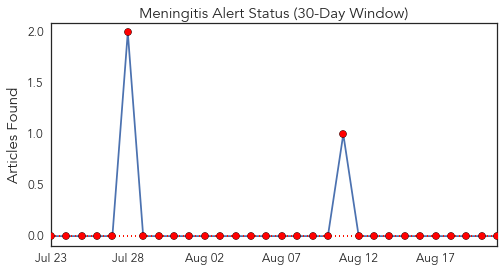 Meningitis Alert Status (30-Day Window)
Articles Found
2.0
1.5
1.0
0.5
0.0
Jul 23 Jul 28 Aug 02 Aug 07 Aug 12 Aug 17